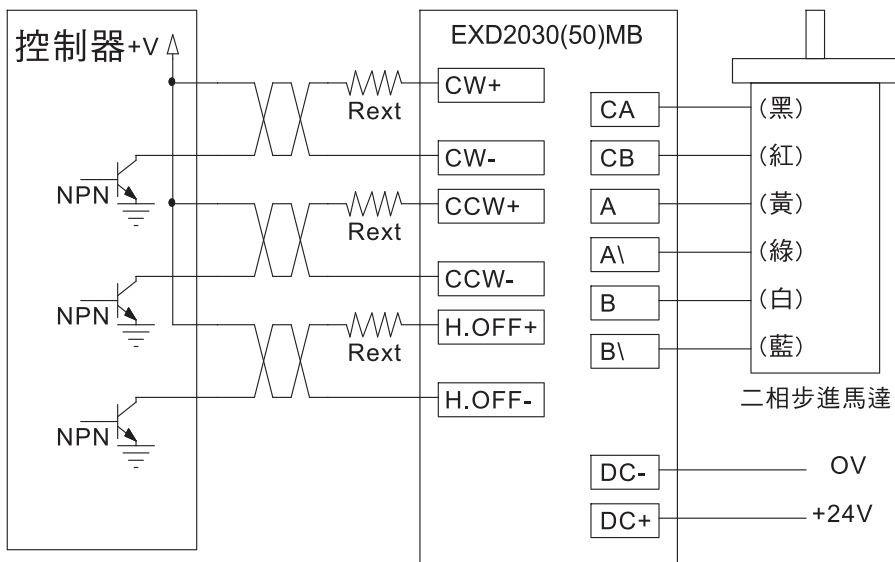 控制器+V
EXD2030(50)MB
Rext
CW+
CW-
NPN
Rext
CCW+
CCW-
NPN
Rext
H.OFF+
H.OFF-
NPN
CA
(黑)
CB
(紅)
A
(黃)
A\
(綠)
B
(白)
B\
(藍)
二相步進馬達
DC-
0V
DC+
+24V